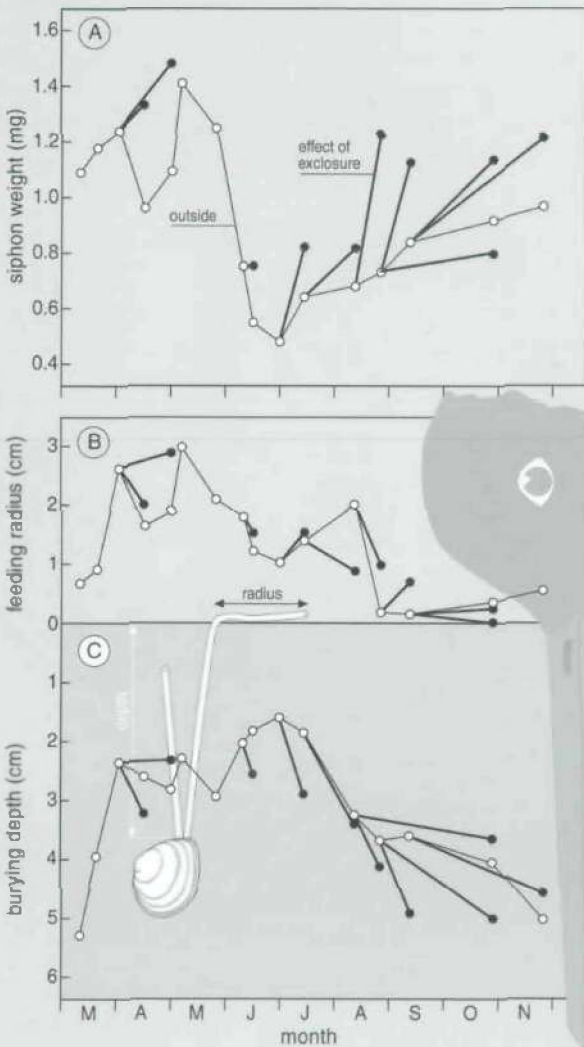 A
siphon weight (mg)
1.6
1.4
1.2
1.0
0.8
0.6
0.4
effect of
exclosure
outside
B
feeding radius (cm)
3
2
1
0
radius
C
depth
burying depth (cm)
1
2
3
4
5
6
M A M J J A S O N
month